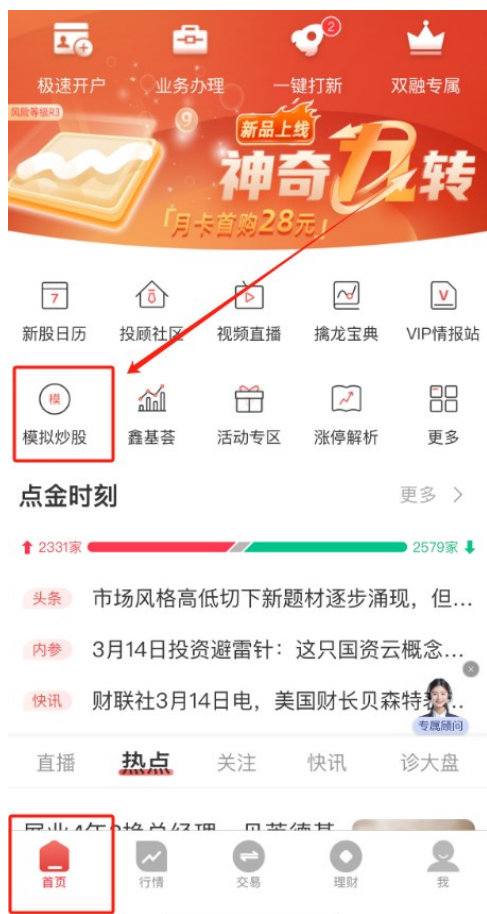 2
极速开户 业务办理 一键打新 双融专属
风险等级R3
9
新品上线
神奇九转
「月卡首购28元」
7
V
新股日历 投顾社区 视频直播 擒龙宝典 VIP情报站
模
模拟炒股 鑫基荟 活动专区 涨停解析 更多
点金时刻 更多 >
2331家 2579家
头条 市场风格高低切下新题材逐步涌现，但...
内参 3月14日投资避雷针：这只国资云概念...
快讯 财联社3月14日电，美国财长贝森特表...
专属顾问
直播 热点 关注 快讯 诊大盘
首页 行情 交易 理财 我